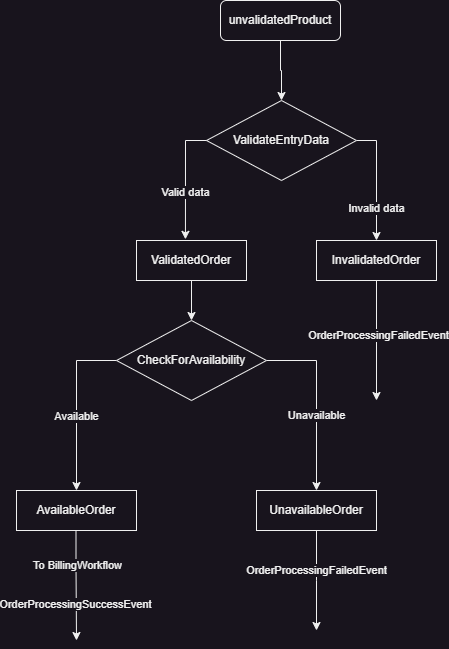 unvalidatedProduct
ValidateEntryData
Valid data
Invalid data
ValidatedOrder
InvalidatedOrder
OrderProcessingFailedEvent
CheckForAvailability
Available
Unavailable
AvailableOrder
UnavailableOrder
To BillingWorkflow
OrderProcessingFailedEvent
OrderProcessingSuccessEvent